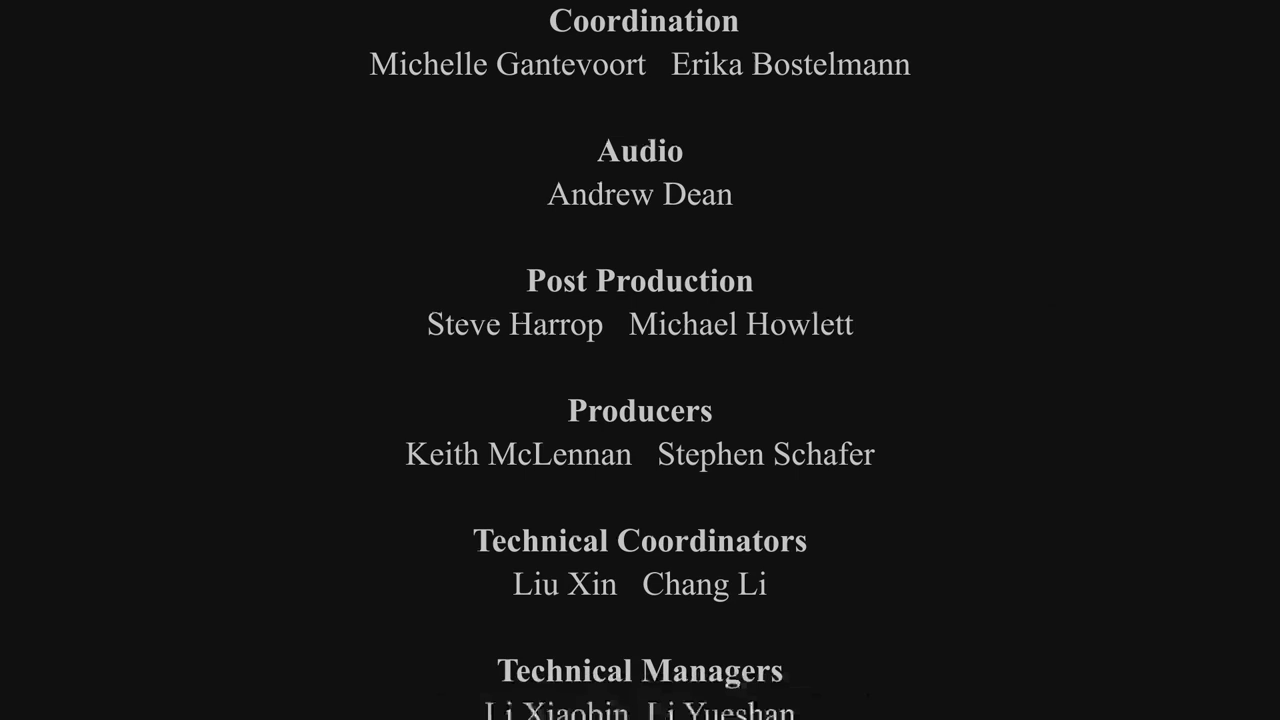 Coordination
Michelle Gantevoort   Erika Bostelmann
Audio
Andrew Dean
Post Production
Steve Harrop   Michael Howlett
Producers
Keith McLennan   Stephen Schafer
Technical Coordinators
Liu Xin   Chang Li
Technical Managers
Li Xiaobin   Li Yueshan